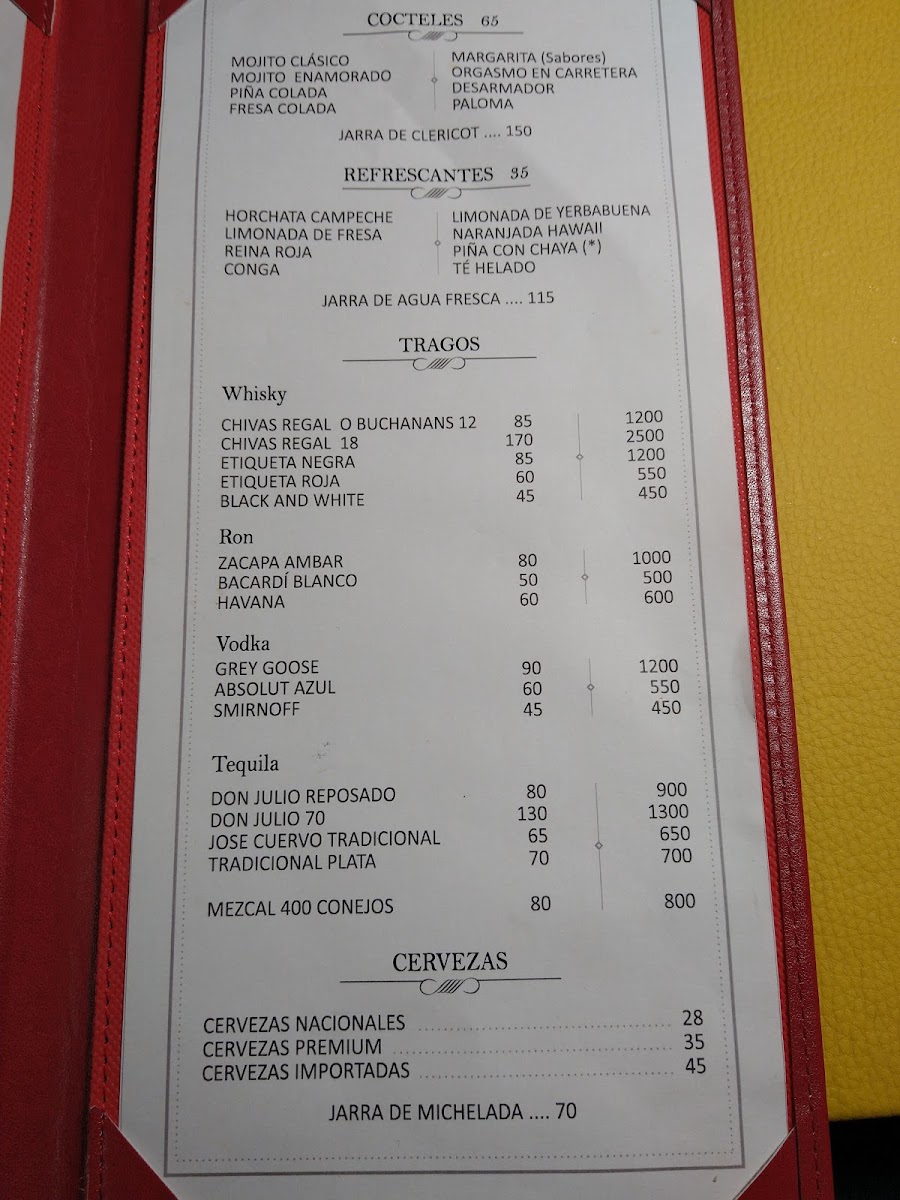 COCTELES 65
MOJITO CLÁSICO
MOJITO ENAMORADO
PIÑA COLADA
FRESA COLADA
MARGARITA (Sabores)
ORGASMO EN CARRETERA
DESARMADOR
PALOMA
JARRA DE CLERICOT .... 150
REFRESCANTES 35
HORCHATA CAMPECHE
LIMONADA DE FRESA
REINA ROJA
CONGA
LIMONADA DE YERBABUENA
NARANJADA HAWAII
PIÑA CON CHAYA (*)
TÉ HELADO
JARRA DE AGUA FRESCA .... 115
TRAGOS
Whisky
CHIVAS REGAL O BUCHANANS 12 85 1200
CHIVAS REGAL 18 170 2500
ETIQUETA NEGRA 85 1200
ETIQUETA ROJA 60 550
BLACK AND WHITE 45 450
Ron
ZACAPA AMBAR 80 1000
BACARDÍ BLANCO 50 500
HAVANA 60 600
Vodka
GREY GOOSE 90 1200
ABSOLUT AZUL 60 550
SMIRNOFF 45 450
Tequila
DON JULIO REPOSADO 80 900
DON JULIO 70 130 1300
JOSE CUERVO TRADICIONAL 65 650
TRADICIONAL PLATA 70 700
MEZCAL 400 CONEJOS 80 800
CERVEZAS
CERVEZAS NACIONALES 28
CERVEZAS PREMIUM 35
CERVEZAS IMPORTADAS 45
JARRA DE MICHELADA .... 70